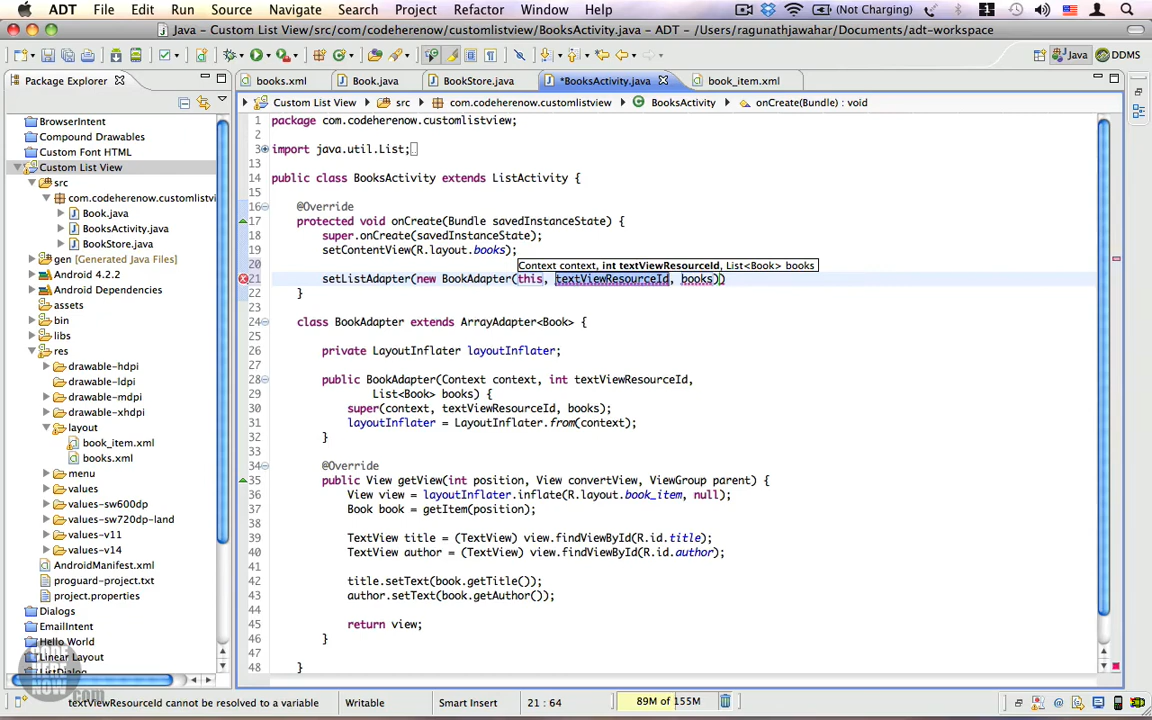 ADT File Edit Run Source Navigate Search Project Refactor Window Help (Not Charging)
Java – Custom List View/src/com/codeherenow/customlistview/BooksActivity.java – ADT – /Users/ragunathjawahar/Documents/adt-workspace
Java DDMS
Package Explorer
books.xml Book.java BookStore.java *BooksActivity.java book_item.xml
Custom List View src com.codeherenow.customlistview BooksActivity onCreate(Bundle) : void
BrowserIntent
Compound Drawables
Custom Font HTML
Custom List View
src
com.codeherenow.customlistvi
Book.java
BooksActivity.java
BookStore.java
gen [Generated Java Files]
Android 4.2.2
Android Dependencies
assets
bin
libs
res
drawable-hdpi
drawable-ldpi
drawable-mdpi
drawable-xhdpi
layout
book_item.xml
books.xml
menu
values
values-sw600dp
values-sw720dp-land
values-v11
values-v14
AndroidManifest.xml
proguard-project.txt
project.properties
Dialogs
EmailIntent
Hello World
Linear Layout
ListDialog
1 package com.codeherenow.customlistview;
2
3 import java.util.List;
13
14 public class BooksActivity extends ListActivity {
15
16 @Override
17 protected void onCreate(Bundle savedInstanceState) {
18 super.onCreate(savedInstanceState);
19 setContentView(R.layout.books);
20 Context context, int textViewResourceId, List<Book> books
21 setListAdapter(new BookAdapter(this, textViewResourceId, books))
22 }
23
24 class BookAdapter extends ArrayAdapter<Book> {
25
26 private LayoutInflater layoutInflater;
27
28 public BookAdapter(Context context, int textViewResourceId,
29 List<Book> books) {
30 super(context, textViewResourceId, books);
31 layoutInflater = LayoutInflater.from(context);
32 }
33
34 @Override
35 public View getView(int position, View convertView, ViewGroup parent) {
36 View view = layoutInflater.inflate(R.layout.book_item, null);
37 Book book = getItem(position);
38
39 TextView title = (TextView) view.findViewById(R.id.title);
40 TextView author = (TextView) view.findViewById(R.id.author);
41
42 title.setText(book.getTitle());
43 author.setText(book.getAuthor());
44
45 return view;
46 }
47
48 }
CODE HERE NOW .com
textViewResourceId cannot be resolved to a variable Writable Smart Insert 21 : 64 89M of 155M